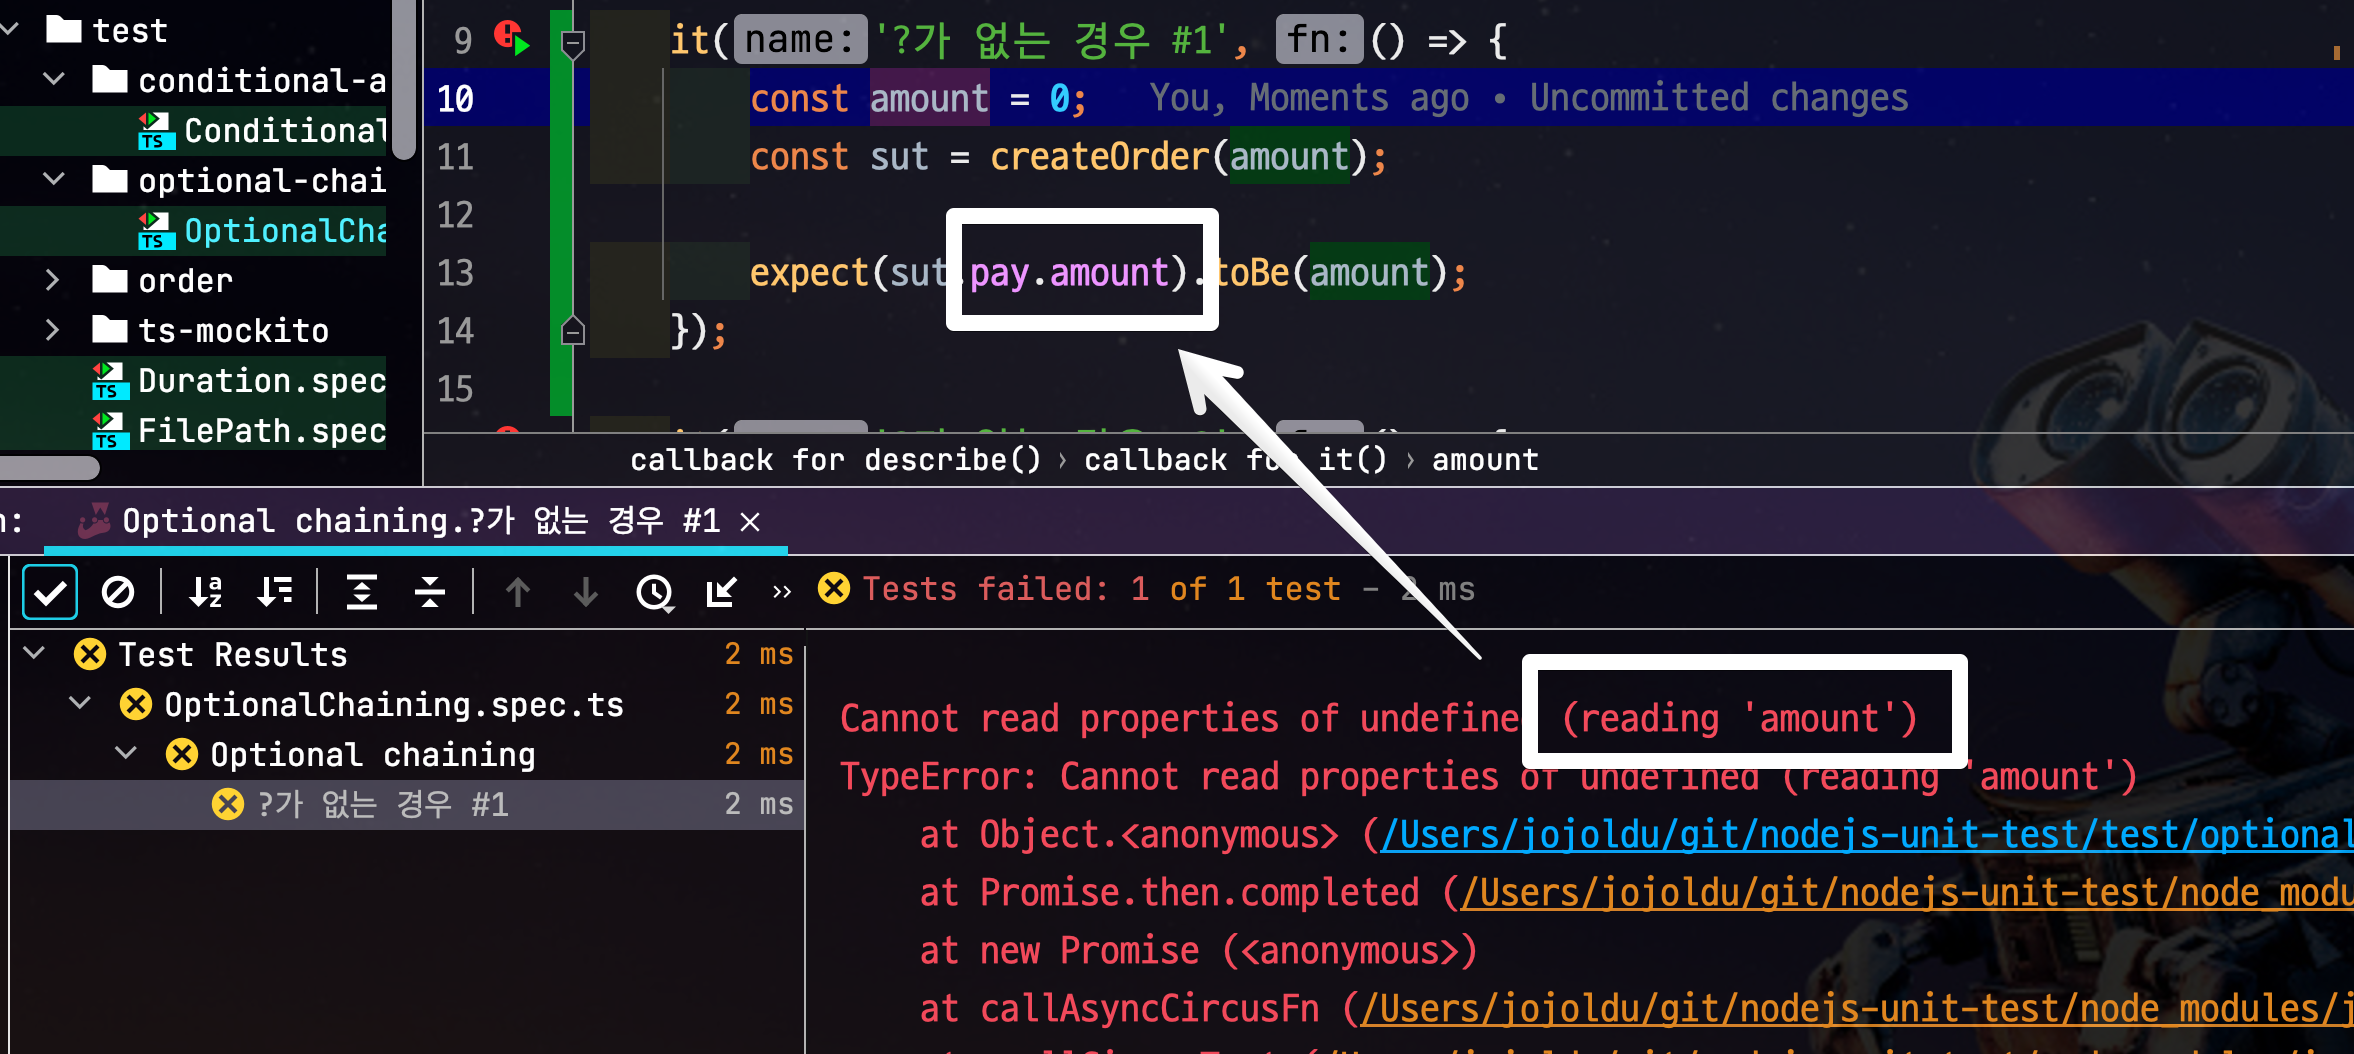 test
conditional-a
Conditional
optional-chai
OptionalCha
order
ts-mockito
Duration.spec
FilePath.spec
9 it( name: '?가 없는 경우 #1', fn: () => {
10 const amount = 0; You, Moments ago • Uncommitted changes
11 const sut = createOrder(amount);
12
13 expect(sut.pay.amount).toBe(amount);
14 });
15
callback for describe() › callback for it() › amount
n: Optional chaining.?가 없는 경우 #1 ×
» Tests failed: 1 of 1 test – 2 ms
Test Results 2 ms
OptionalChaining.spec.ts 2 ms
Optional chaining 2 ms
?가 없는 경우 #1 2 ms
Cannot read properties of undefine (reading 'amount')
TypeError: Cannot read properties of undefined (reading 'amount')
at Object.<anonymous> (/Users/jojoldu/git/nodejs-unit-test/test/optional
at Promise.then.completed (/Users/jojoldu/git/nodejs-unit-test/node_modu
at new Promise (<anonymous>)
at callAsyncCircusFn (/Users/jojoldu/git/nodejs-unit-test/node_modules/j